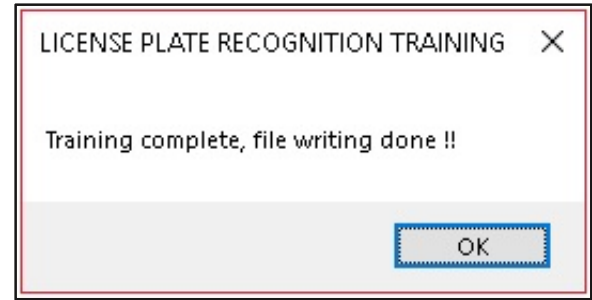 LICENSE PLATE RECOGNITION TRAINING
Training complete, file writing done !!
OK